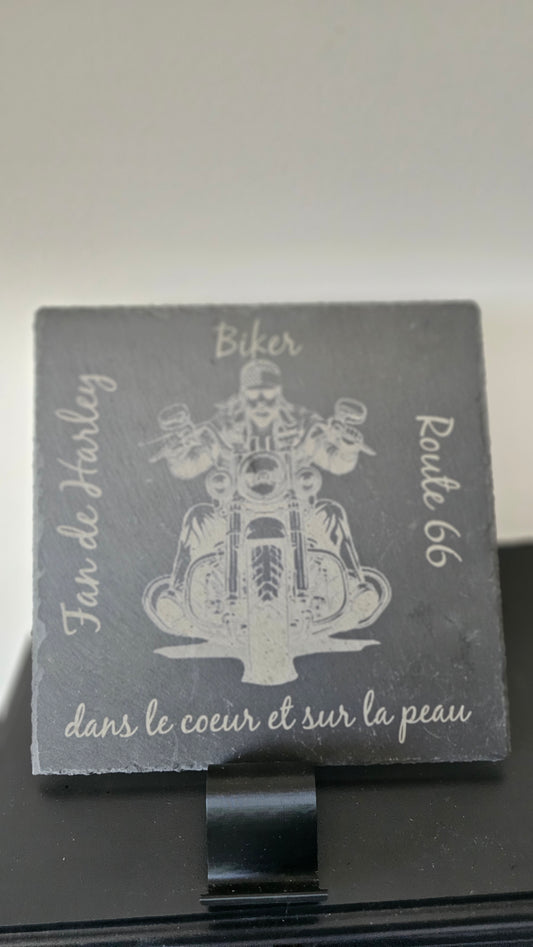 Biker
Fan de Harley
Route 66
dans le coeur et sur la peau